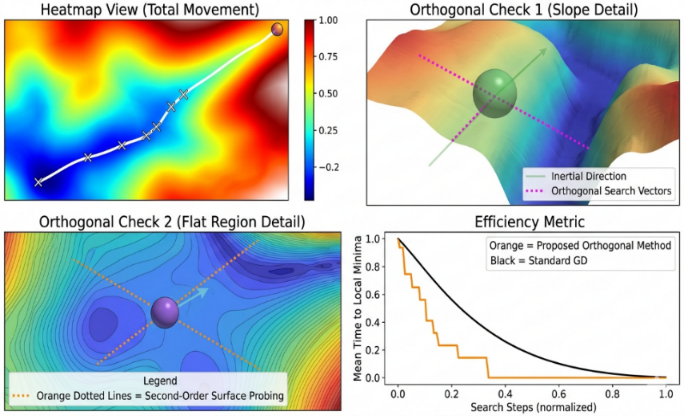 Heatmap View (Total Movement)
1.00
0.75
0.50
0.25
0.00
−0.2
Orthogonal Check 1 (Slope Detail)
Inertial Direction
Orthogonal Search Vectors
Orthogonal Check 2 (Flat Region Detail)
Legend
Orange Dotted Lines = Second-Order Surface Probing
Efficiency Metric
Mean Time to Local Minima
1.0
0.8
0.6
0.4
0.2
0.0
Orange = Proposed Orthogonal Method
Black = Standard GD
0.0 0.2 0.4 0.6 0.8 1.0
Search Steps (normalized)